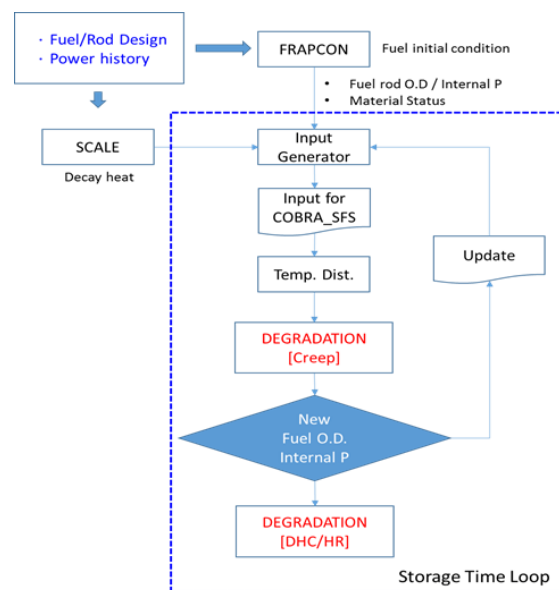 · Fuel/Rod Design
· Power history
FRAPCON
Fuel initial condition
• Fuel rod O.D / Internal P
• Material Status
SCALE
Decay heat
Input
Generator
Input for
COBRA_SFS
Update
Temp. Dist.
DEGRADATION
[Creep]
New
Fuel O.D.
Internal P
DEGRADATION
[DHC/HR]
Storage Time Loop